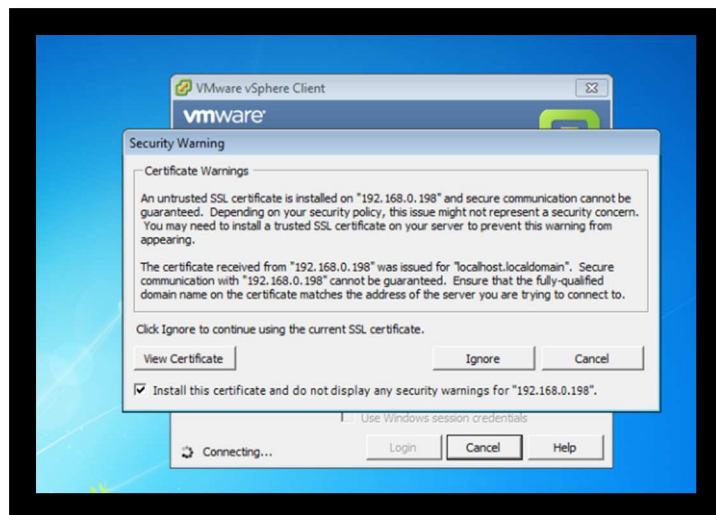 VMware vSphere Client
vmware
Security Warning
Certificate Warnings
An untrusted SSL certificate is installed on "192.168.0.198" and secure communication cannot be
guaranteed. Depending on your security policy, this issue might not represent a security concern.
You may need to install a trusted SSL certificate on your server to prevent this warning from
appearing.
The certificate received from "192.168.0.198" was issued for "localhost.localdomain". Secure
communication with "192.168.0.198" cannot be guaranteed. Ensure that the fully-qualified
domain name on the certificate matches the address of the server you are trying to connect to.
Click Ignore to continue using the current SSL certificate.
View Certificate Ignore Cancel
Install this certificate and do not display any security warnings for "192.168.0.198".
Use Windows session credentials
Connecting... Login Cancel Help